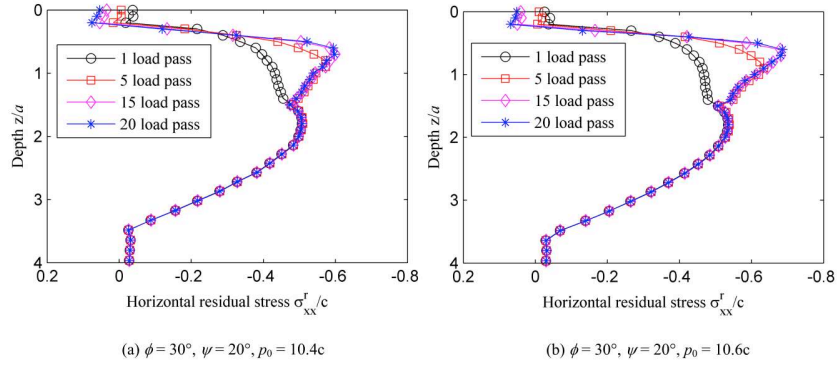 0
1
2
3
4
0.2
0
-0.2
-0.4
-0.6
-0.8
Depth z/a
Horizontal residual stress σʳxx/c
1 load pass
5 load pass
15 load pass
20 load pass
(a) ϕ = 30°, ψ = 20°, p₀ = 10.4c
0
1
2
3
4
0.2
0
-0.2
-0.4
-0.6
-0.8
Depth z/a
Horizontal residual stress σʳxx/c
1 load pass
5 load pass
15 load pass
20 load pass
(b) ϕ = 30°, ψ = 20°, p₀ = 10.6c